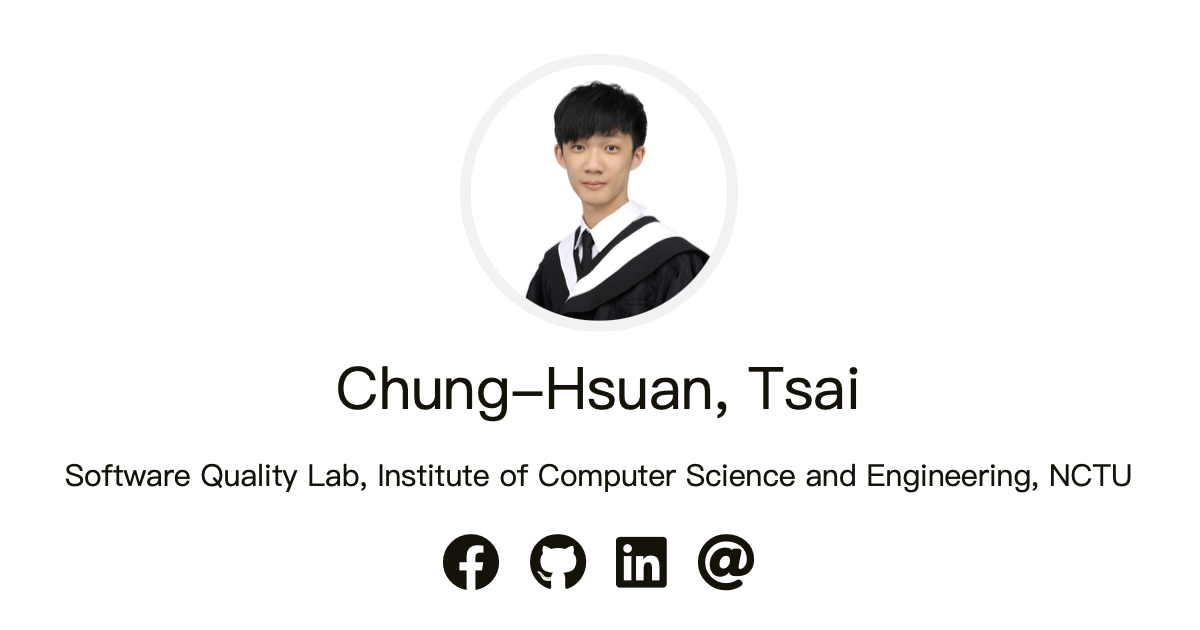 Chung-Hsuan, Tsai
Software Quality Lab, Institute of Computer Science and Engineering, NCTU